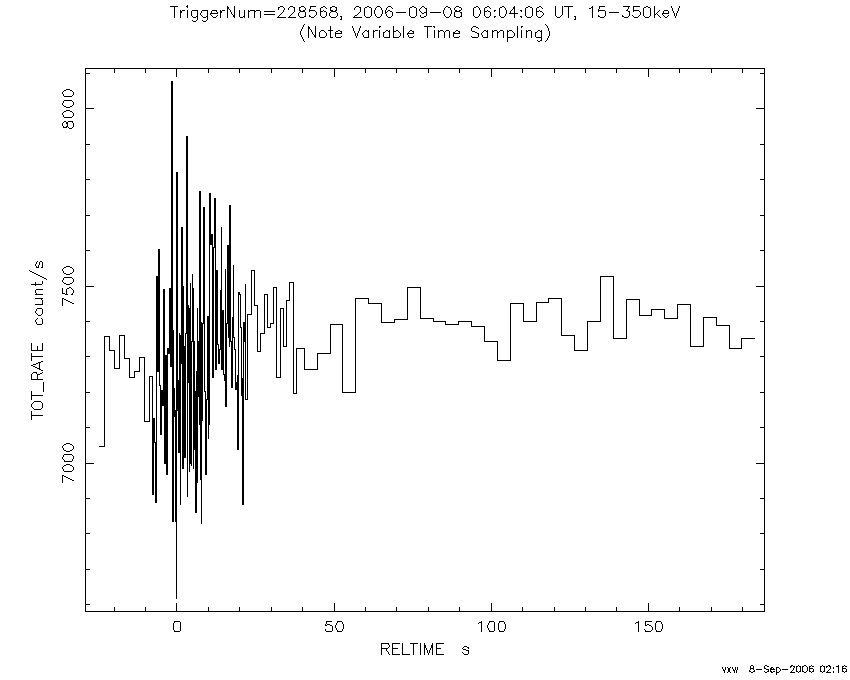 TriggerNum=228568, 2006-09-08 06:04:06 UT, 15-350keV
(Note Variable Time Sampling)
TOT_RATE count/s
8000
7500
7000
0 50 100 150
RELTIME s
vxw 8-Sep-2006 02:16